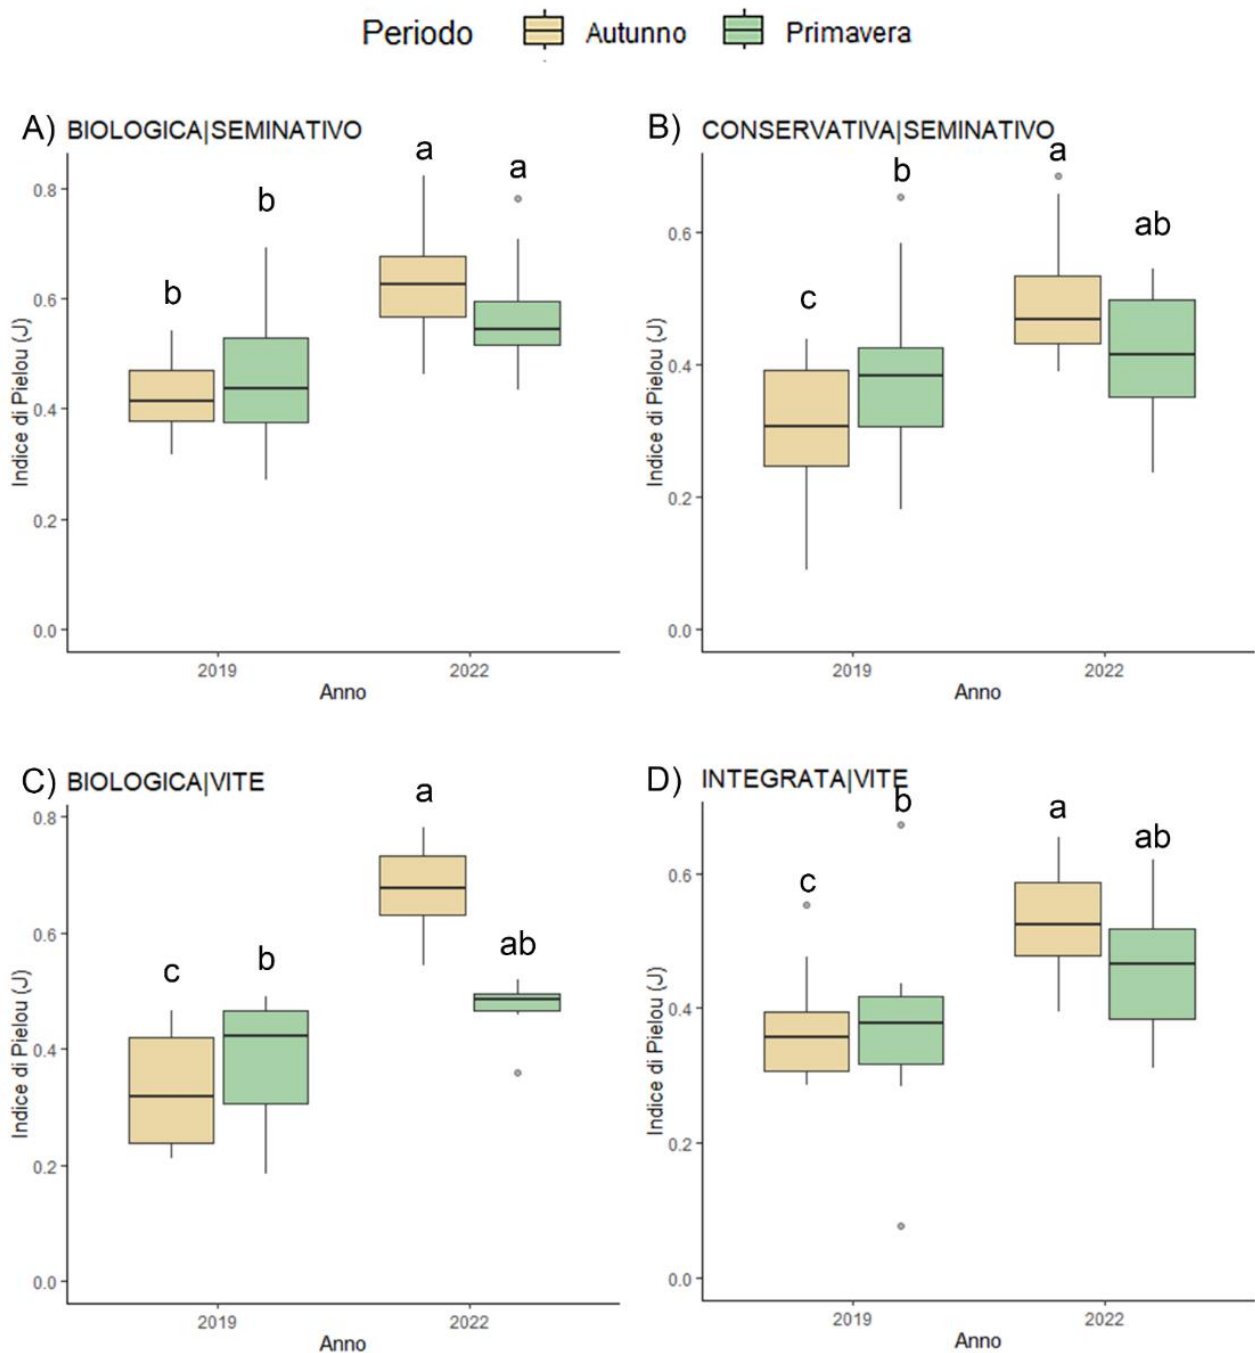 Periodo Autunno Primavera
A) BIOLOGICA|SEMINATIVO
Indice di Pielou (J)
0.8
0.6
0.4
0.2
0.0
b b a a
2019 2022
Anno
B) CONSERVATIVA|SEMINATIVO
Indice di Pielou (J)
0.6
0.4
0.2
0.0
c b a ab
2019 2022
Anno
C) BIOLOGICA|VITE
Indice di Pielou (J)
0.8
0.6
0.4
0.2
0.0
c b a ab
2019 2022
Anno
D) INTEGRATA|VITE
Indice di Pielou (J)
0.6
0.4
0.2
0.0
c b a ab
2019 2022
Anno